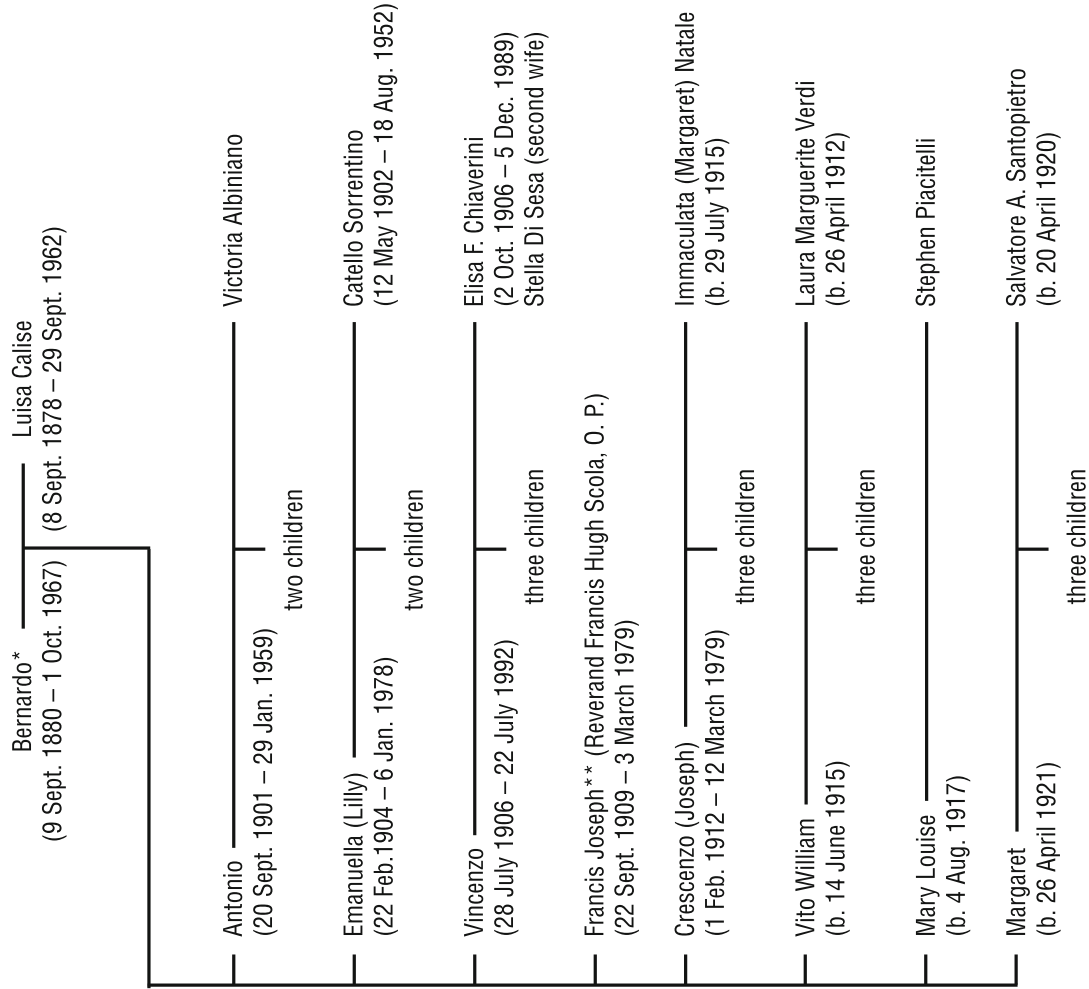 Bernardo*
(9 Sept. 1880 – 1 Oct. 1967)
Luisa Calise
(8 Sept. 1878 – 29 Sept. 1962)
Antonio
(20 Sept. 1901 – 29 Jan. 1959)
Victoria Albiniano
two children
Emanuella (Lilly)
(22 Feb.1904 – 6 Jan. 1978)
Catello Sorrentino
(12 May 1902 – 18 Aug. 1952)
two children
Vincenzo
(28 July 1906 – 22 July 1992)
Elisa F. Chiaverini
(2 Oct. 1906 – 5 Dec. 1989)
Stella Di Sesa (second wife)
three children
Francis Joseph** (Reverand Francis Hugh Scola, O. P.)
(22 Sept. 1909 – 3 March 1979)
Crescenzo (Joseph)
(1 Feb. 1912 – 12 March 1979)
Immaculata (Margaret) Natale
(b. 29 July 1915)
three children
Vito William
(b. 14 June 1915)
Laura Marguerite Verdi
(b. 26 April 1912)
three children
Mary Louise
(b. 4 Aug. 1917)
Stephen Piacitelli
Margaret
(b. 26 April 1921)
Salvatore A. Santopietro
(b. 20 April 1920)
three children